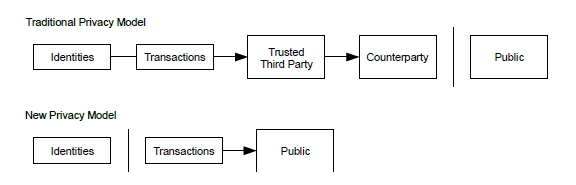 Traditional Privacy Model
Identities
Transactions
Trusted
Third Party
Counterparty
Public
New Privacy Model
Identities
Transactions
Public